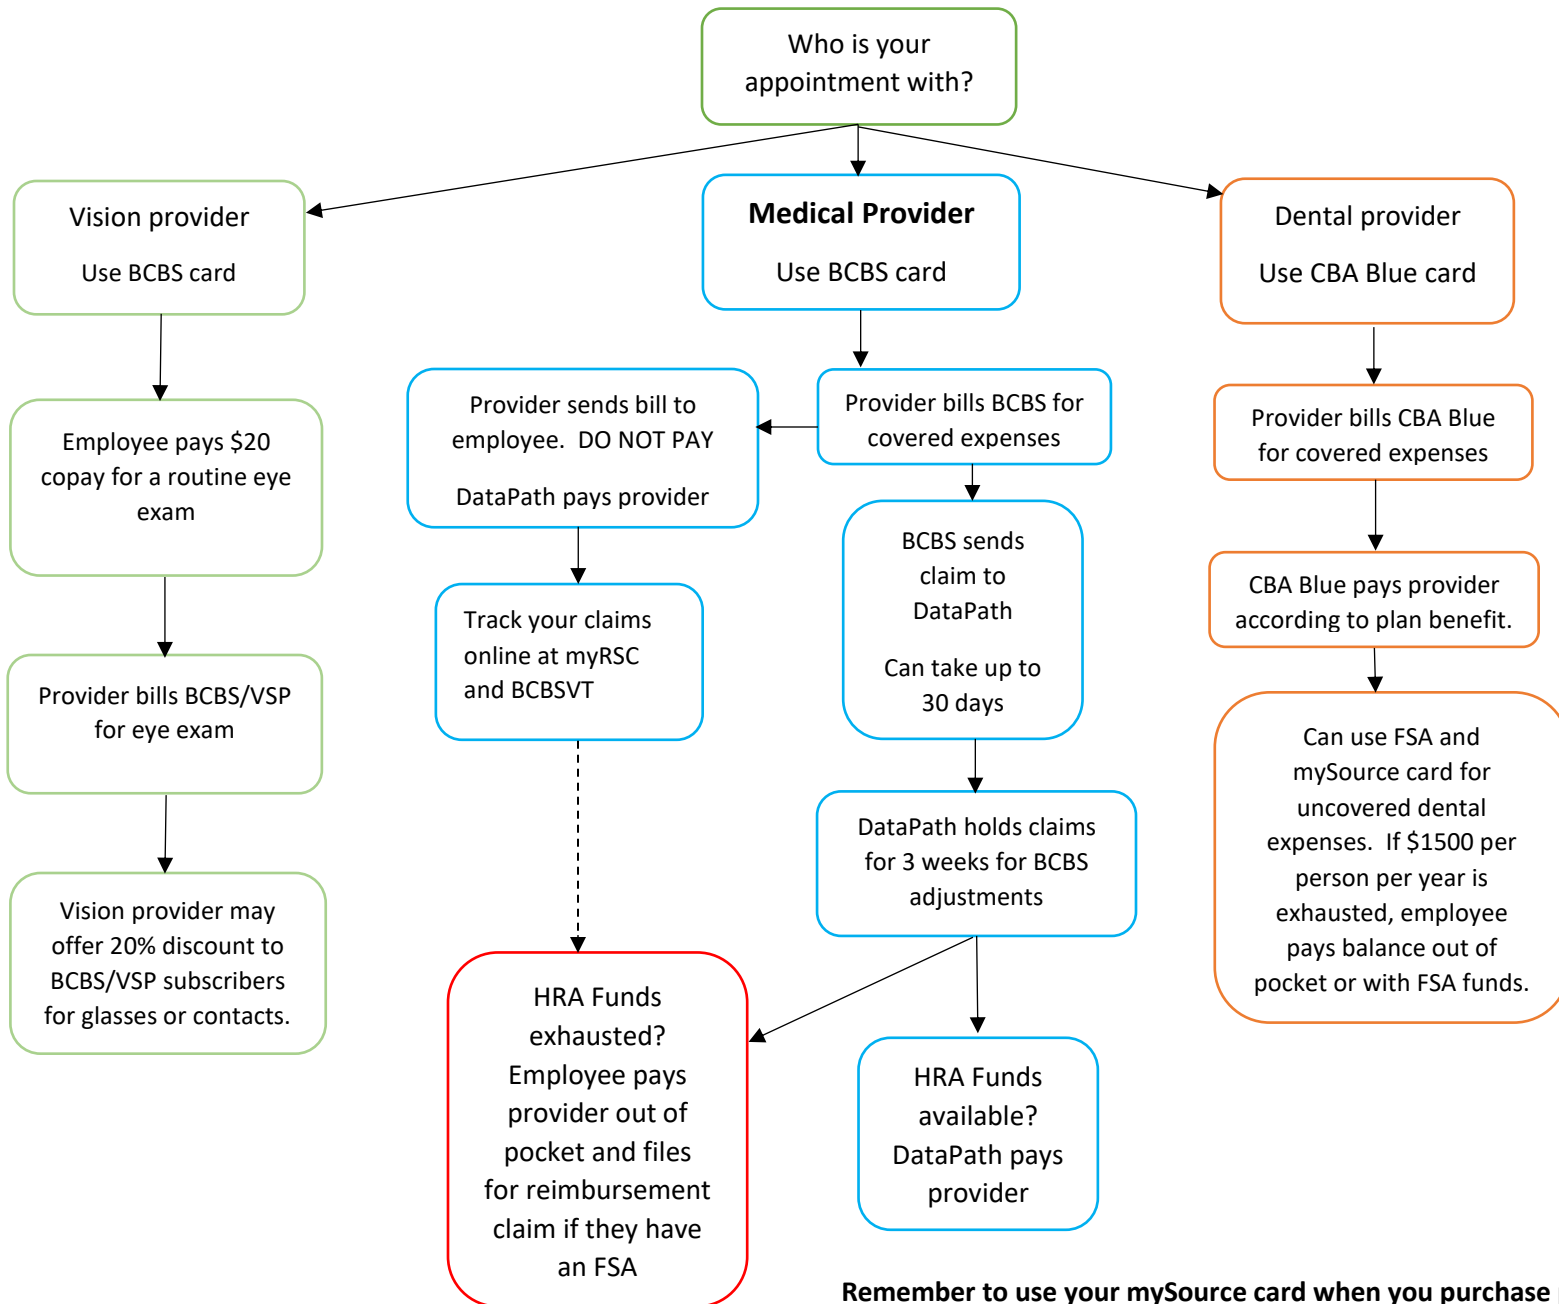 Who is your
appointment with?
Vision provider
Use BCBS card
Medical Provider
Use BCBS card
Dental provider
Use CBA Blue card
Employee pays $20
copay for a routine eye
exam
Provider bills BCBS/VSP
for eye exam
Vision provider may
offer 20% discount to
BCBS/VSP subscribers
for glasses or contacts.
Provider sends bill to
employee.  DO NOT PAY
DataPath pays provider
Track your claims
online at myRSC
and BCBSVT
HRA Funds
exhausted?
Employee pays
provider out of
pocket and files
for reimbursement
claim if they have
an FSA
Provider bills BCBS for
covered expenses
BCBS sends
claim to
DataPath
Can take up to
30 days
DataPath holds claims
for 3 weeks for BCBS
adjustments
HRA Funds
available?
DataPath pays
provider
Provider bills CBA Blue
for covered expenses
CBA Blue pays provider
according to plan benefit.
Can use FSA and
mySource card for
uncovered dental
expenses.  If $1500 per
person per year is
exhausted, employee
pays balance out of
pocket or with FSA funds.
Remember to use your mySource card when you purchase